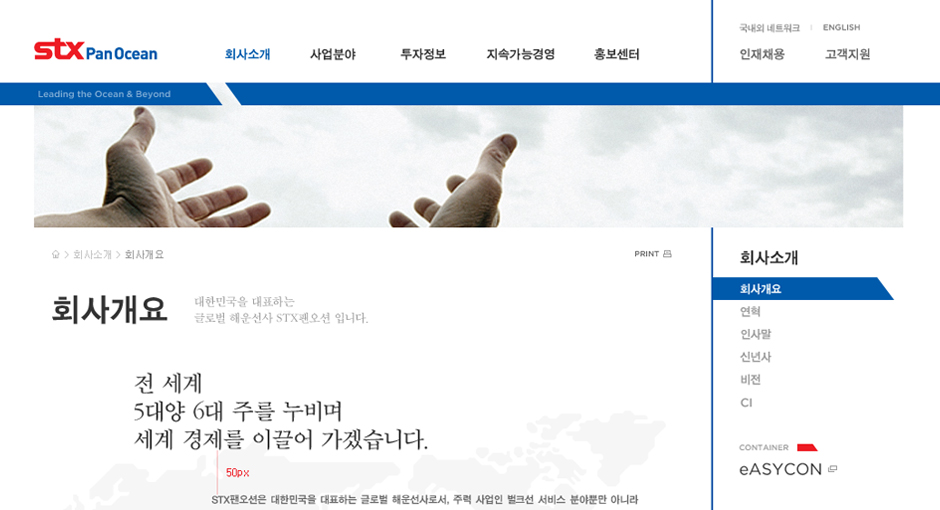 국내외 네트워크 | ENGLISH
stx PanOcean 회사소개 사업분야 투자정보 지속가능경영 홍보센터 인재채용 고객지원
Leading the Ocean & Beyond
회사소개 > 회사개요
PRINT
회사개요
대한민국을 대표하는
글로벌 해운선사 STX팬오션 입니다.
전 세계
5대양 6대 주를 누비며
세계 경제를 이끌어 가겠습니다.
50px
STX팬오션은 대한민국을 대표하는 글로벌 해운선사로서, 주력 사업인 벌크선 서비스 분야뿐만 아니라
회사소개
회사개요
연혁
인사말
신년사
비전
CI
CONTAINER
eASYCON